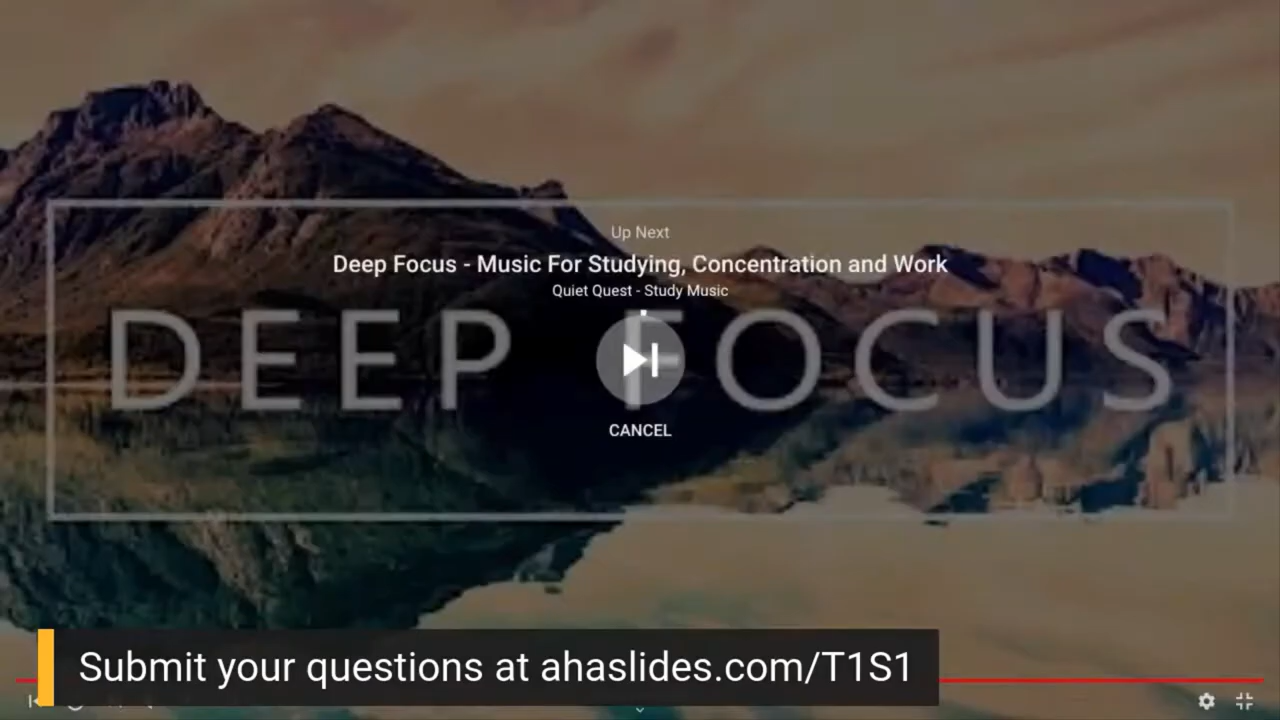 Up Next
Deep Focus - Music For Studying, Concentration and Work
Quiet Quest - Study Music
DEEP FOCUS
CANCEL
Submit your questions at ahaslides.com/T1S1